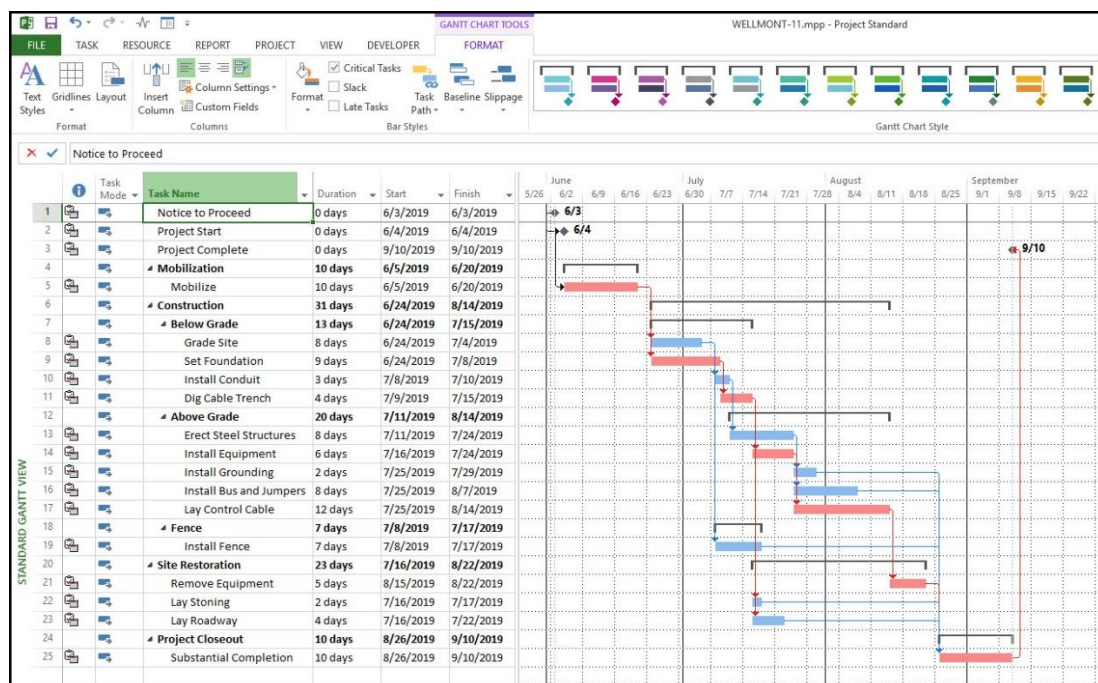 GANTT CHART TOOLS WELLMONT-11.mpp - Project Standard
FILE TASK RESOURCE REPORT PROJECT VIEW DEVELOPER FORMAT
Text Styles Gridlines Layout Insert Column Column Settings Custom Fields Format Critical Tasks Slack Late Tasks Task Path Baseline Slippage
Format Columns Bar Styles Gantt Chart Style
Notice to Proceed
Task Mode Task Name Duration Start Finish
June July August September
5/26 6/2 6/9 6/16 6/23 6/30 7/7 7/14 7/21 7/28 8/4 8/11 8/18 8/25 9/1 9/8 9/15 9/22
1 Notice to Proceed 0 days 6/3/2019 6/3/2019 6/3
2 Project Start 0 days 6/4/2019 6/4/2019 6/4
3 Project Complete 0 days 9/10/2019 9/10/2019 9/10
4 Mobilization 10 days 6/5/2019 6/20/2019
5 Mobilize 10 days 6/5/2019 6/20/2019
6 Construction 31 days 6/24/2019 8/14/2019
7 Below Grade 13 days 6/24/2019 7/15/2019
8 Grade Site 8 days 6/24/2019 7/4/2019
9 Set Foundation 9 days 6/24/2019 7/8/2019
10 Install Conduit 3 days 7/8/2019 7/10/2019
11 Dig Cable Trench 4 days 7/9/2019 7/15/2019
12 Above Grade 20 days 7/11/2019 8/14/2019
13 Erect Steel Structures 8 days 7/11/2019 7/24/2019
14 Install Equipment 6 days 7/16/2019 7/24/2019
15 Install Grounding 2 days 7/25/2019 7/29/2019
16 Install Bus and Jumpers 8 days 7/25/2019 8/7/2019
17 Lay Control Cable 12 days 7/25/2019 8/14/2019
18 Fence 7 days 7/8/2019 7/17/2019
19 Install Fence 7 days 7/8/2019 7/17/2019
20 Site Restoration 23 days 7/16/2019 8/22/2019
21 Remove Equipment 5 days 8/15/2019 8/22/2019
22 Lay Stoning 2 days 7/16/2019 7/17/2019
23 Lay Roadway 4 days 7/16/2019 7/22/2019
24 Project Closeout 10 days 8/26/2019 9/10/2019
25 Substantial Completion 10 days 8/26/2019 9/10/2019
STANDARD GANTT VIEW